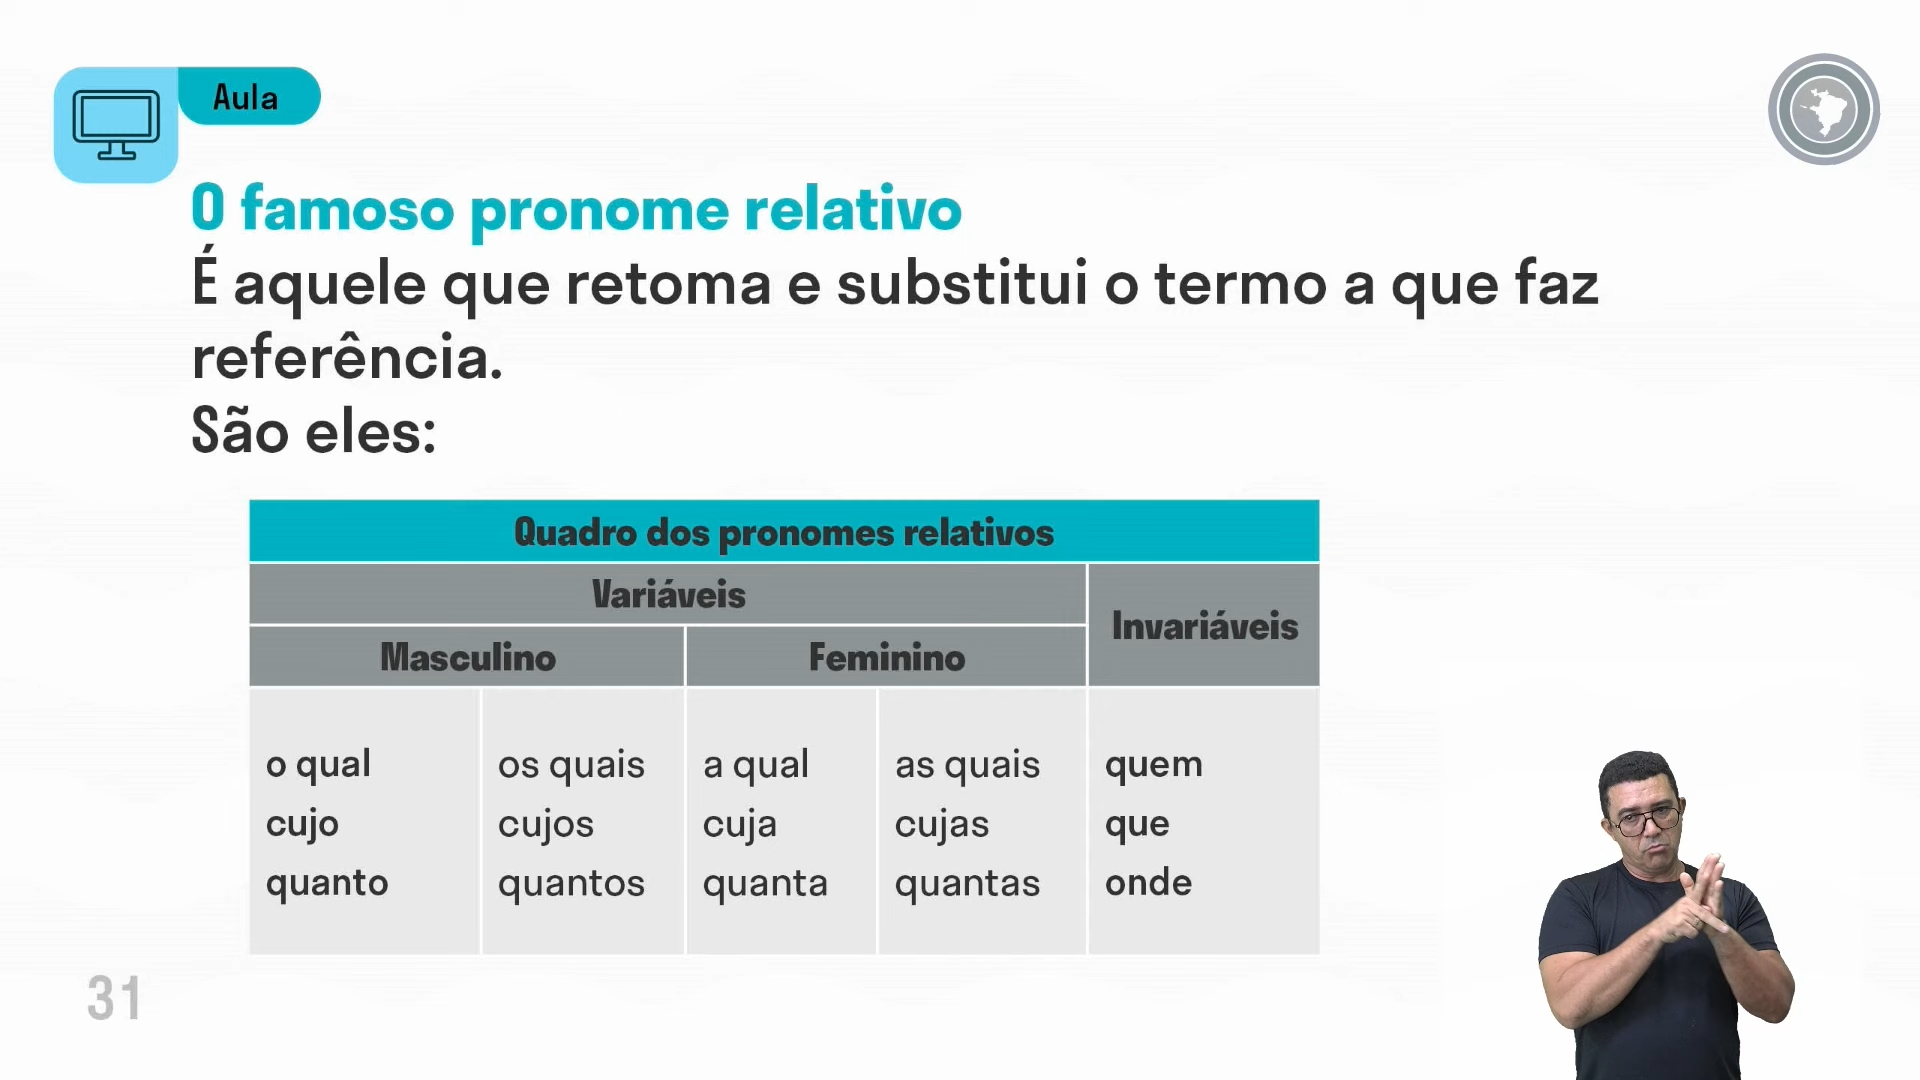 Aula
O famoso pronome relativo
É aquele que retoma e substitui o termo a que faz
referência.
São eles:
Quadro dos pronomes relativos
Variáveis
Invariáveis
Masculino
Feminino
o qual
os quais
a qual
as quais
quem
cujo
cujos
cuja
cujas
que
quanto
quantos
quanta
quantas
onde
31